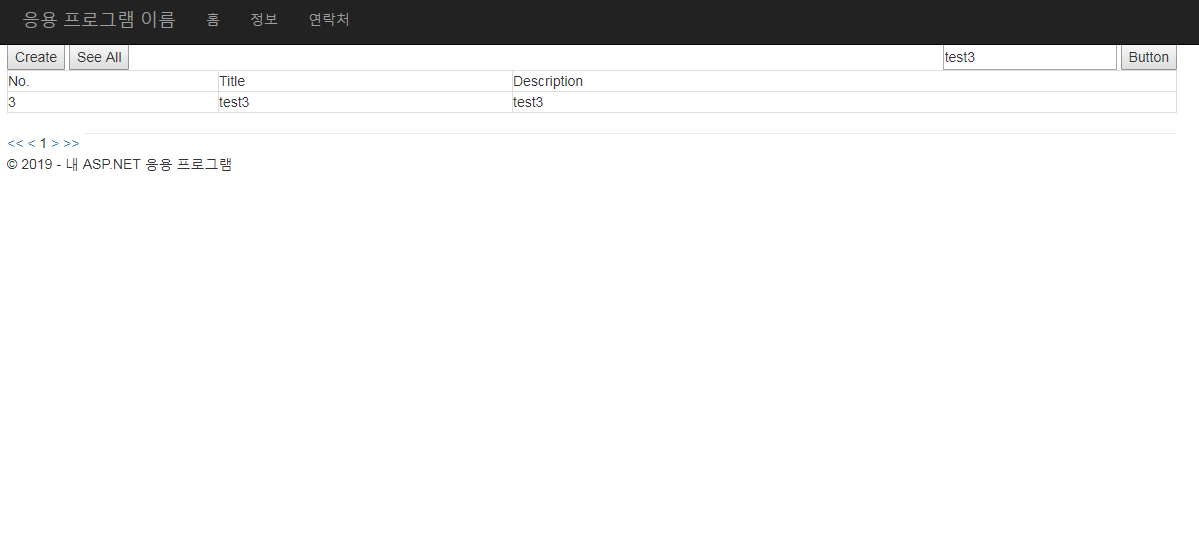 응용 프로그램 이름 홈 정보 연락처
Create See All test3 Button
No. Title Description
3 test3 test3
<< < 1 > >>
© 2019 - 내 ASP.NET 응용 프로그램